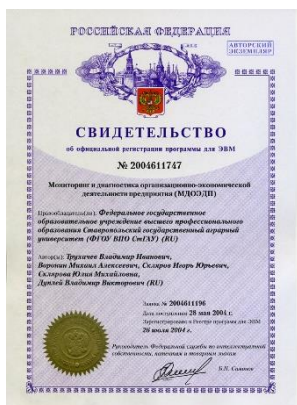 РОССИЙСКАЯ ФЕДЕРАЦИЯ
АВТОРСКИЙ
ЭКЗЕМПЛЯР
СВИДЕТЕЛЬСТВО
об официальной регистрации программы для ЭВМ
№ 2004611747
Мониторинг и диагностика организационно-экономической
деятельности предприятия (МДОЭДП)
Правообладатель(ли): Федеральное государственное
образовательное учреждение высшего профессионального
образования Ставропольский государственный аграрный
университет (ФГОУ ВПО СтГАУ) (RU)
Автор(ы): Трухачев Владимир Иванович,
Воронин Михаил Алексеевич, Скляров Игорь Юрьевич,
Склярова Юлия Михайловна,
Дуплей Владимир Викторович (RU)
Заявка № 2004611196
Дата поступления 28 мая 2004 г.
Зарегистрировано в Реестре программ для ЭВМ
26 июля 2004 г.
Руководитель Федеральной службы по интеллектуальной
собственности, патентам и товарным знакам
Б.П. Симонов